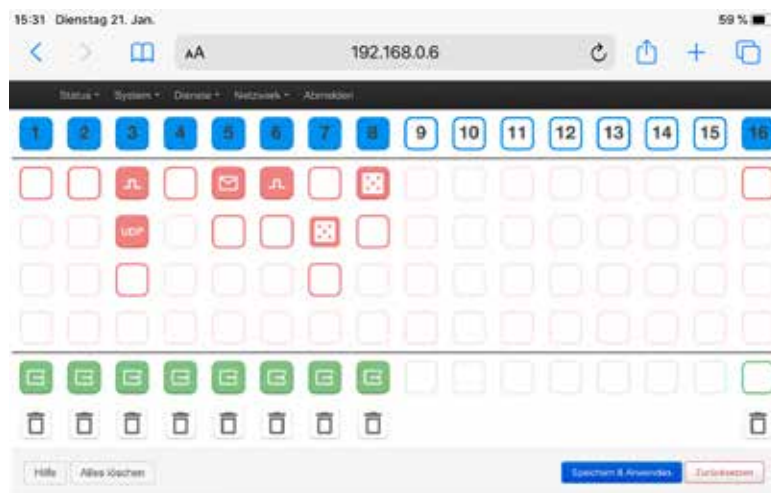 15:31 Dienstag 21. Jan. 59 %
AA 192.168.0.6
Status System Dienste Netzwerk Abmelden
1 2 3 4 5 6 7 8 9 10 11 12 13 14 15 16
UDP
Hilfe Alles löschen Speichern & Anwenden Zurücksetzen